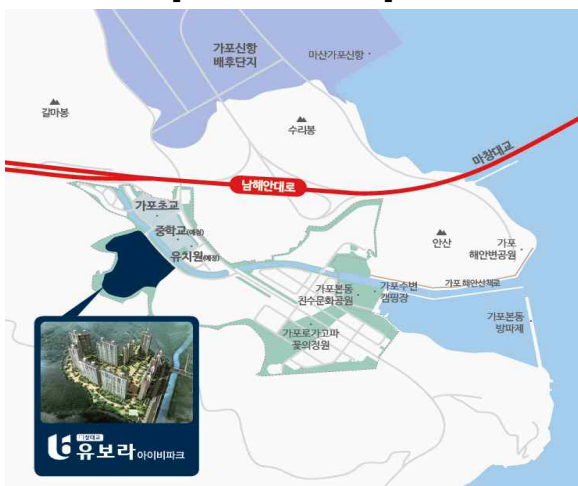 가포신항
배후단지
마산가포신항
갈마봉
수리봉
마창대교
남해안대로
가포초교
중학교(예정)
유치원(예정)
안산
가포
해안변공원
가포본동
진수문화공원
가포수변
캠핑장
가포해안산책로
가포로가고파
꽃의정원
가포본동
방파제
마창대교
유보라 아이비파크